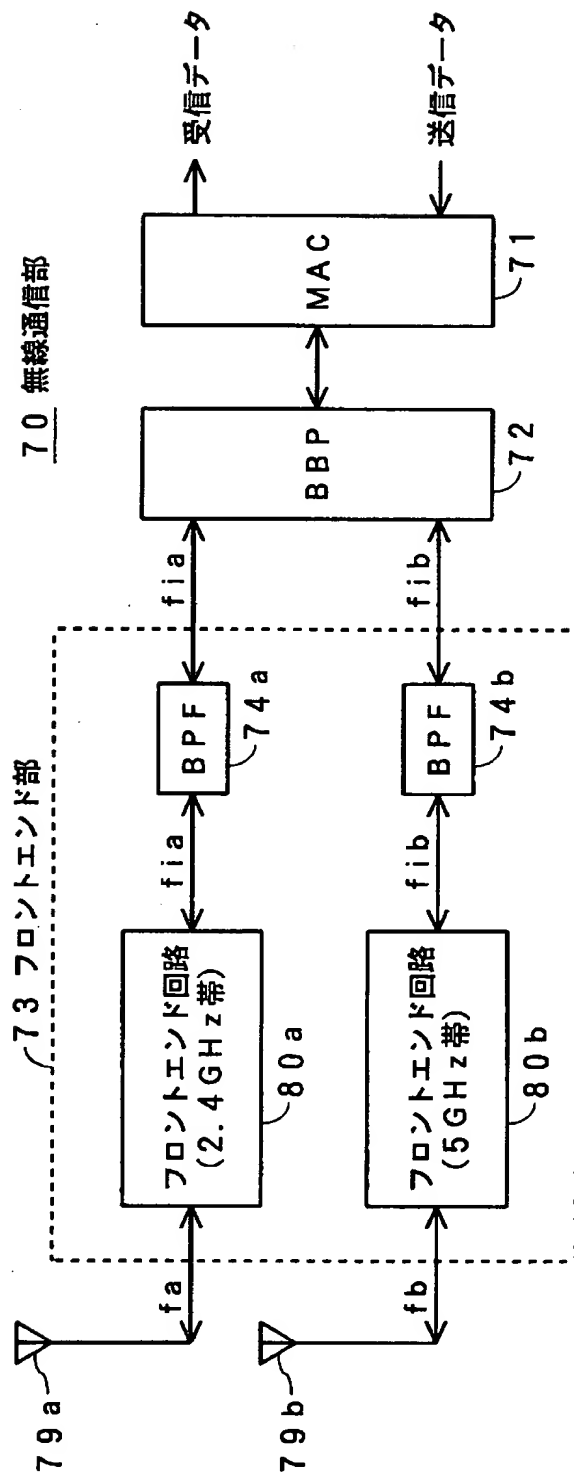 70 無線通信部
73 フロントエンド部
79a
fa
フロントエンド回路
(2.4GHz帯)
80a
fia
BPF
74a
fia
79b
fb
フロントエンド回路
(5GHz帯)
80b
fib
BPF
74b
fib
BBP
72
MAC
71
受信データ
送信データ